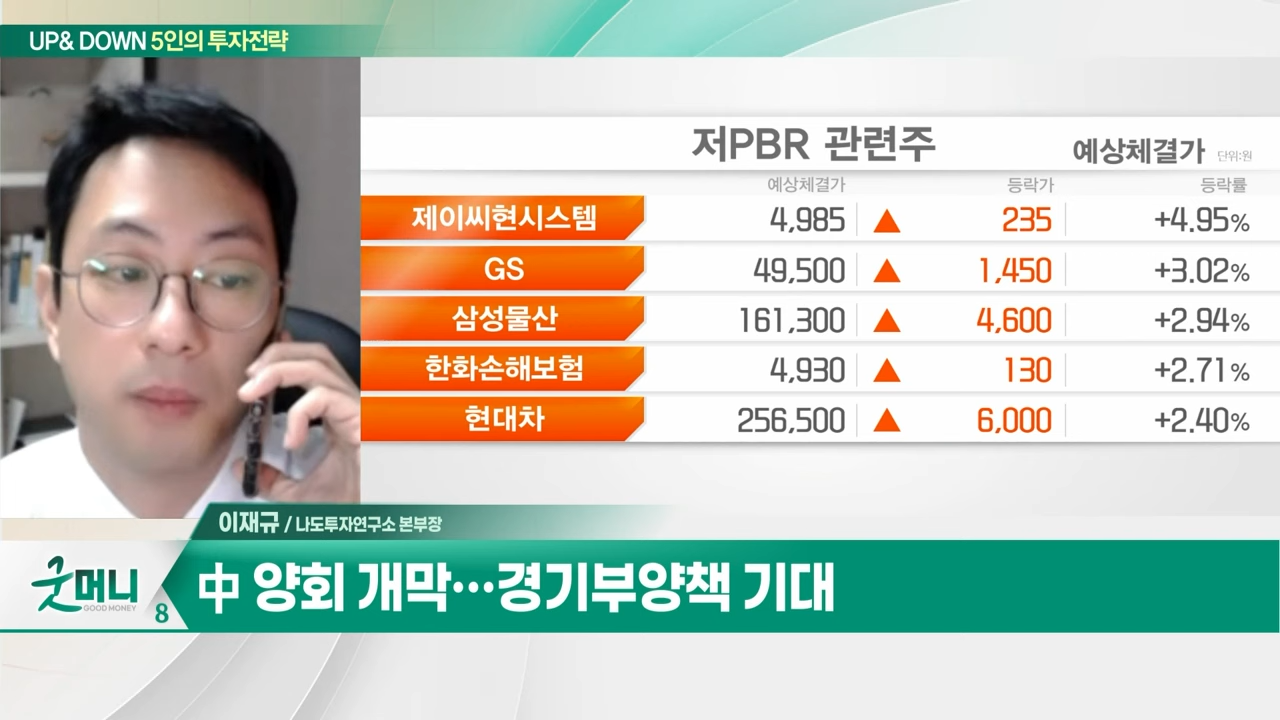 UP& DOWN 5인의 투자전략
저PBR 관련주 예상체결가 단위:원
예상체결가 등락가 등락률
제이씨현시스템 4,985 ▲ 235 +4.95%
GS 49,500 ▲ 1,450 +3.02%
삼성물산 161,300 ▲ 4,600 +2.94%
한화손해보험 4,930 ▲ 130 +2.71%
현대차 256,500 ▲ 6,000 +2.40%
이재규 / 나도투자연구소 본부장
굿머니
GOOD MONEY
8
中 양회 개막…경기부양책 기대